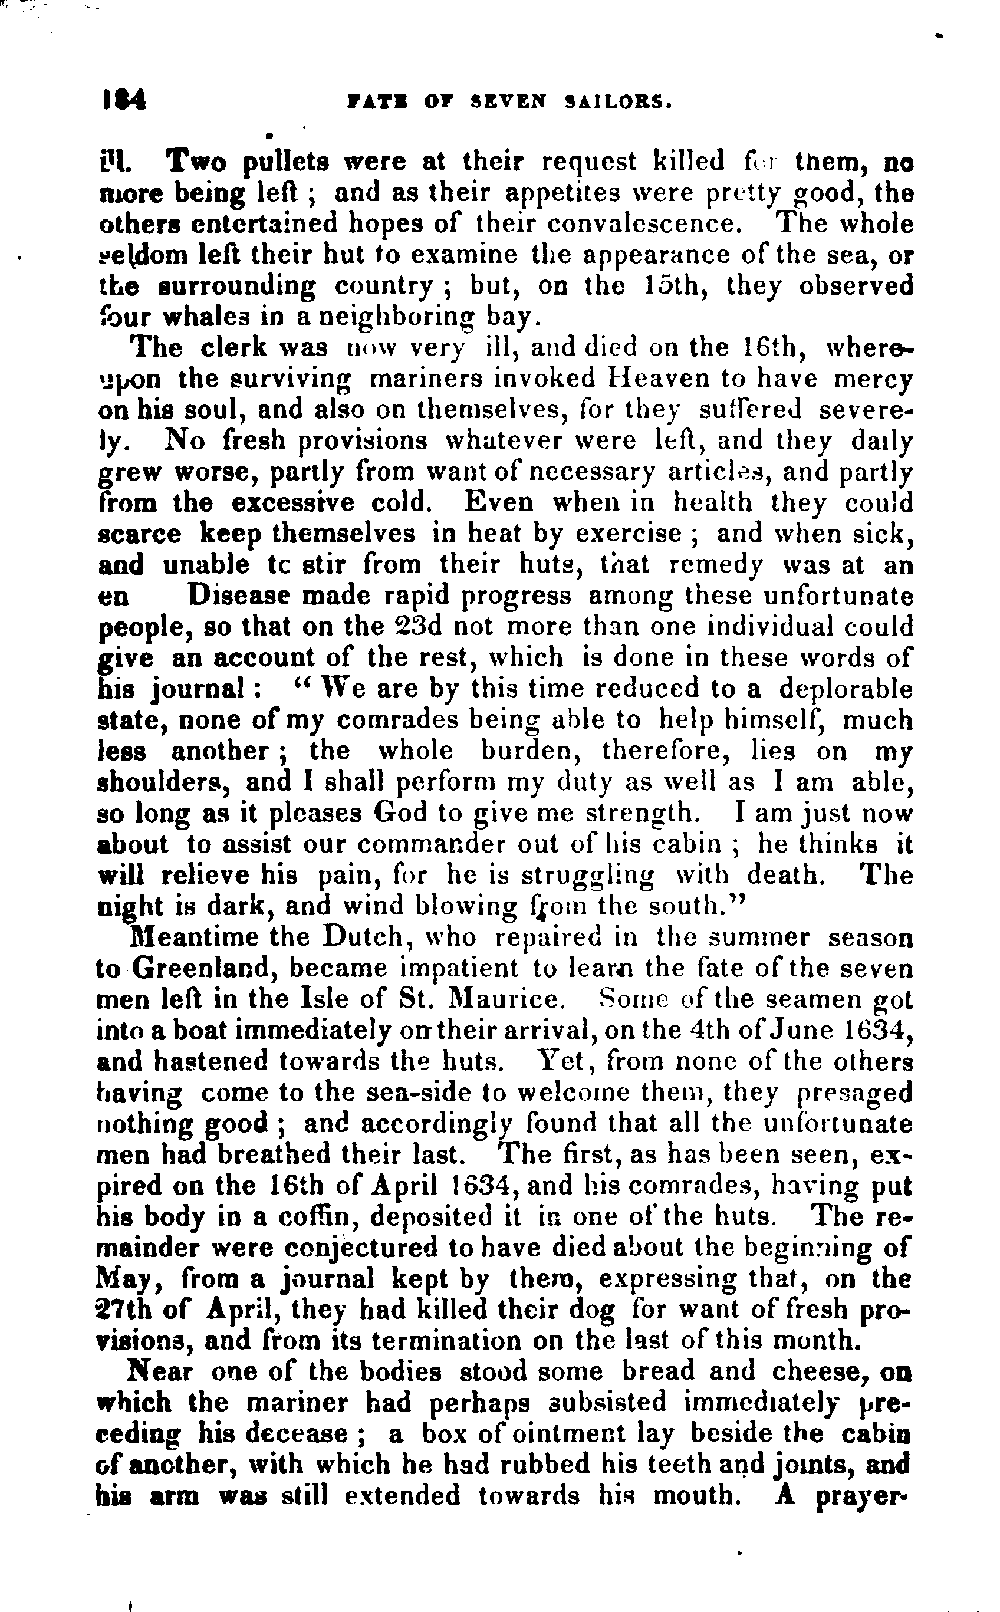 184 FATE OF SEVEN SAILORS.
ill. Two pullets were at their request killed for them, no
more being left ; and as their appetites were pretty good, the
others entertained hopes of their convalescence. The whole
seldom left their hut to examine the appearance of the sea, or
the surrounding country ; but, on the 15th, they observed
four whales in a neighboring bay.
The clerk was now very ill, and died on the 16th, where-
upon the surviving mariners invoked Heaven to have mercy
on his soul, and also on themselves, for they suffered severe-
ly. No fresh provisions whatever were left, and they daily
grew worse, partly from want of necessary articles, and partly
from the excessive cold. Even when in health they could
scarce keep themselves in heat by exercise ; and when sick,
and unable to stir from their huts, that remedy was at an
en Disease made rapid progress among these unfortunate
people, so that on the 23d not more than one individual could
give an account of the rest, which is done in these words of
his journal : “ We are by this time reduced to a deplorable
state, none of my comrades being able to help himself, much
less another ; the whole burden, therefore, lies on my
shoulders, and I shall perform my duty as well as I am able,
so long as it pleases God to give me strength. I am just now
about to assist our commander out of his cabin ; he thinks it
will relieve his pain, for he is struggling with death. The
night is dark, and wind blowing from the south.”
Meantime the Dutch, who repaired in the summer season
to Greenland, became impatient to learn the fate of the seven
men left in the Isle of St. Maurice. Some of the seamen got
into a boat immediately on their arrival, on the 4th of June 1634,
and hastened towards the huts. Yet, from none of the others
having come to the sea-side to welcome them, they presaged
nothing good ; and accordingly found that all the unfortunate
men had breathed their last. The first, as has been seen, ex-
pired on the 16th of April 1634, and his comrades, having put
his body in a coffin, deposited it in one of the huts. The re-
mainder were conjectured to have died about the beginning of
May, from a journal kept by them, expressing that, on the
27th of April, they had killed their dog for want of fresh pro-
visions, and from its termination on the last of this month.
Near one of the bodies stood some bread and cheese, on
which the mariner had perhaps subsisted immediately pre-
ceding his decease ; a box of ointment lay beside the cabin
of another, with which he had rubbed his teeth and joints, and
his arm was still extended towards his mouth. A prayer-